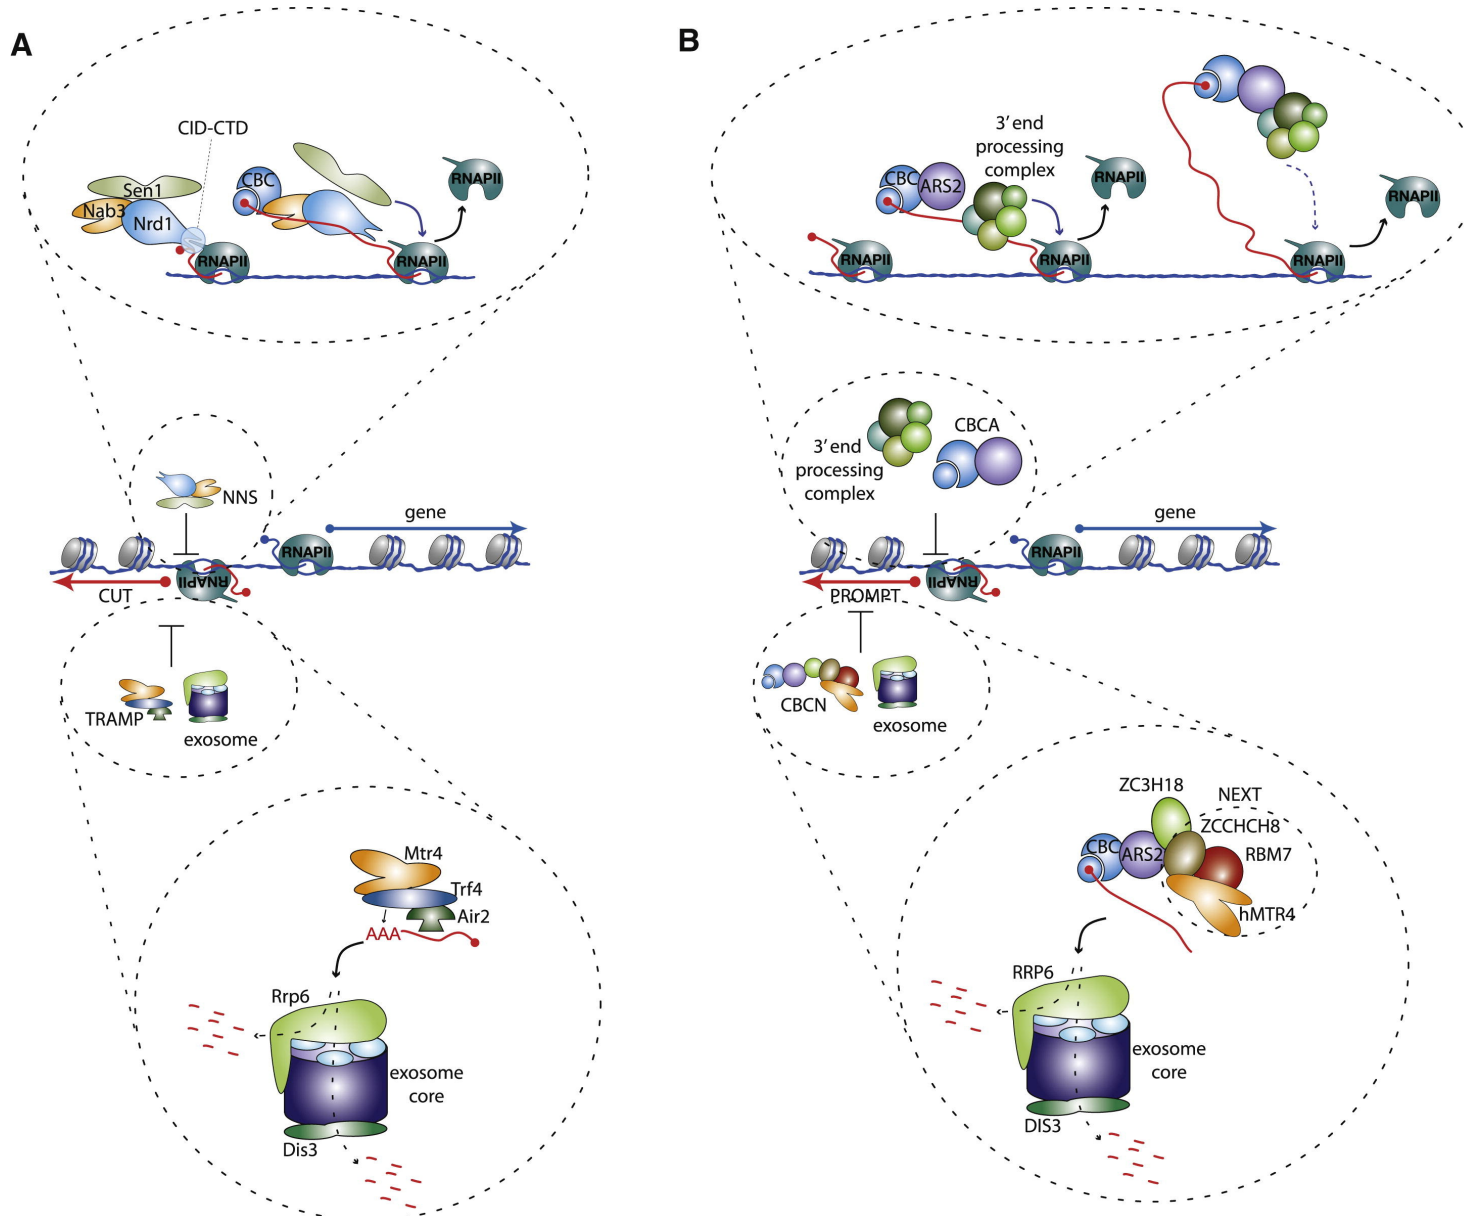 A
CID-CTD
Sen1
Nab3
Nrd1
RNAPII
CBC
RNAPII
RNAPII
NNS
gene
RNAPII
RNAPII
CUT
TRAMP
exosome
Mtr4
Trf4
Air2
AAA
Rrp6
exosome
core
Dis3
B
3' end
processing
complex
CBC
ARS2
RNAPII
RNAPII
RNAPII
RNAPII
RNAPII
3' end
processing
complex
CBCA
gene
RNAPII
RNAPII
PROMPT
CBCN
exosome
ZC3H18
NEXT
ZCCHCH8
CBC
ARS2
RBM7
hMTR4
RRP6
exosome
core
DIS3